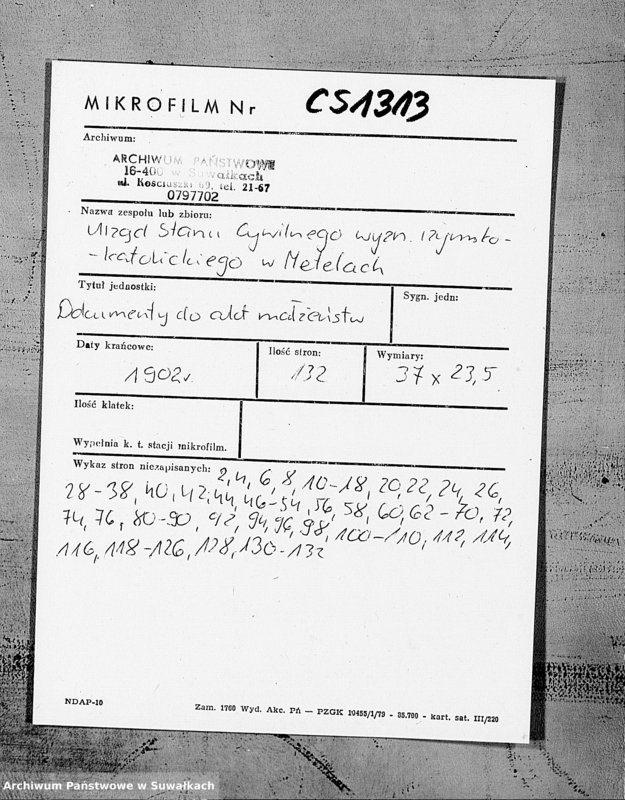 MIKROFILM Nr CS1313
Archiwum:
ARCHIWUM PAŃSTWOWE
16-400 w Suwałkach
ul. Kościuszki 69, tel. 21-67
0797702
Nazwa zespołu lub zbioru:
Urząd Stanu Cywilnego wyzn. rzymsko-
-katolickiego w Metelach
Tytuł jednostki:
Sygn. jedn:
Dokumenty do akt małżeństw
Daty krańcowe:
Ilość stron:
Wymiary:
1902r.
132
37 x 23,5
Ilość klatek:
Wypełnia k. t. stacji mikrofilm.
Wykaz stron niezapisanych: 2, 4, 6, 8, 10-18, 20, 22, 24, 26,
28-38, 40, 42, 44, 46-54, 56, 58, 60, 62-70, 72,
74, 76, 80-90, 92, 94, 96, 98, 100-110, 112, 114,
116, 118-126, 128, 130-132
NDAP-10
Zam. 1760 Wyd. Akc. Pń — PZGK 10455/1/79 - 35.700 - kart. sat. III/220
Archiwum Państwowe w Suwałkach